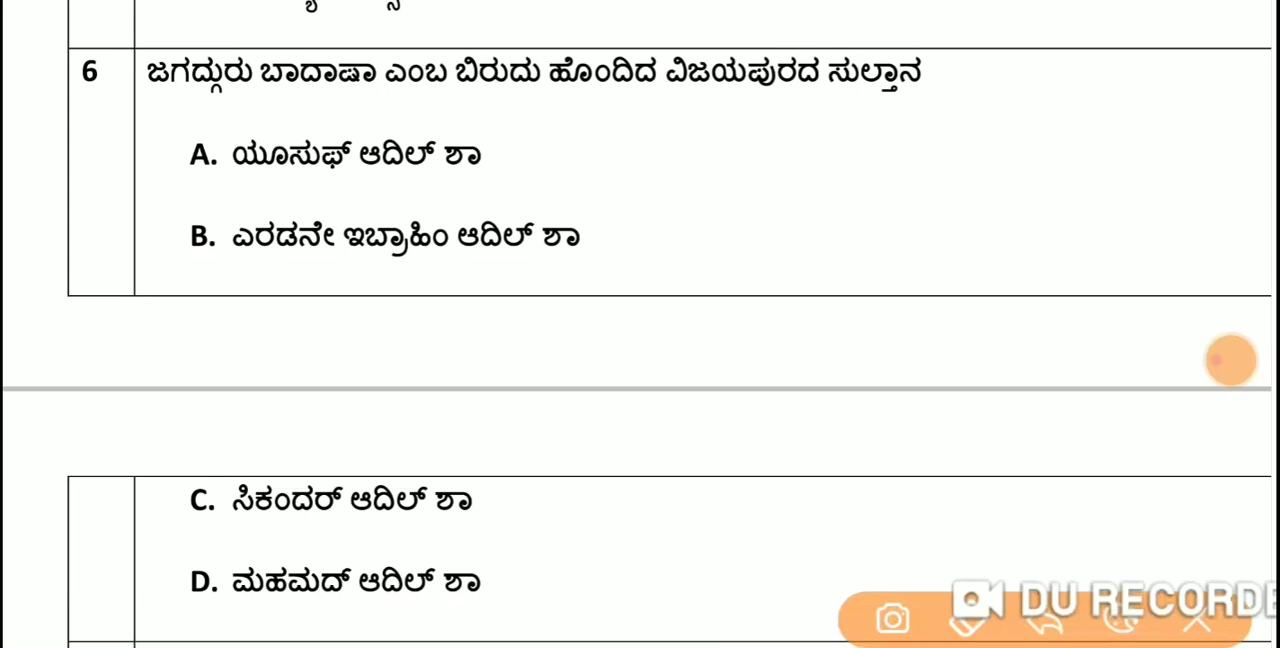 6 ಜಗದ್ಗುರು ಬಾದಾಷಾ ಎಂಬ ಬಿರುದು ಹೊಂದಿದ ವಿಜಯಪುರದ ಸುಲ್ತಾನ
A. ಯೂಸುಫ್ ಆದಿಲ್ ಶಾ
B. ಎರಡನೇ ಇಬ್ರಾಹಿಂ ಆದಿಲ್ ಶಾ
C. ಸಿಕಂದರ್ ಆದಿಲ್ ಶಾ
D. ಮಹಮದ್ ಆದಿಲ್ ಶಾ
DU RECORDE